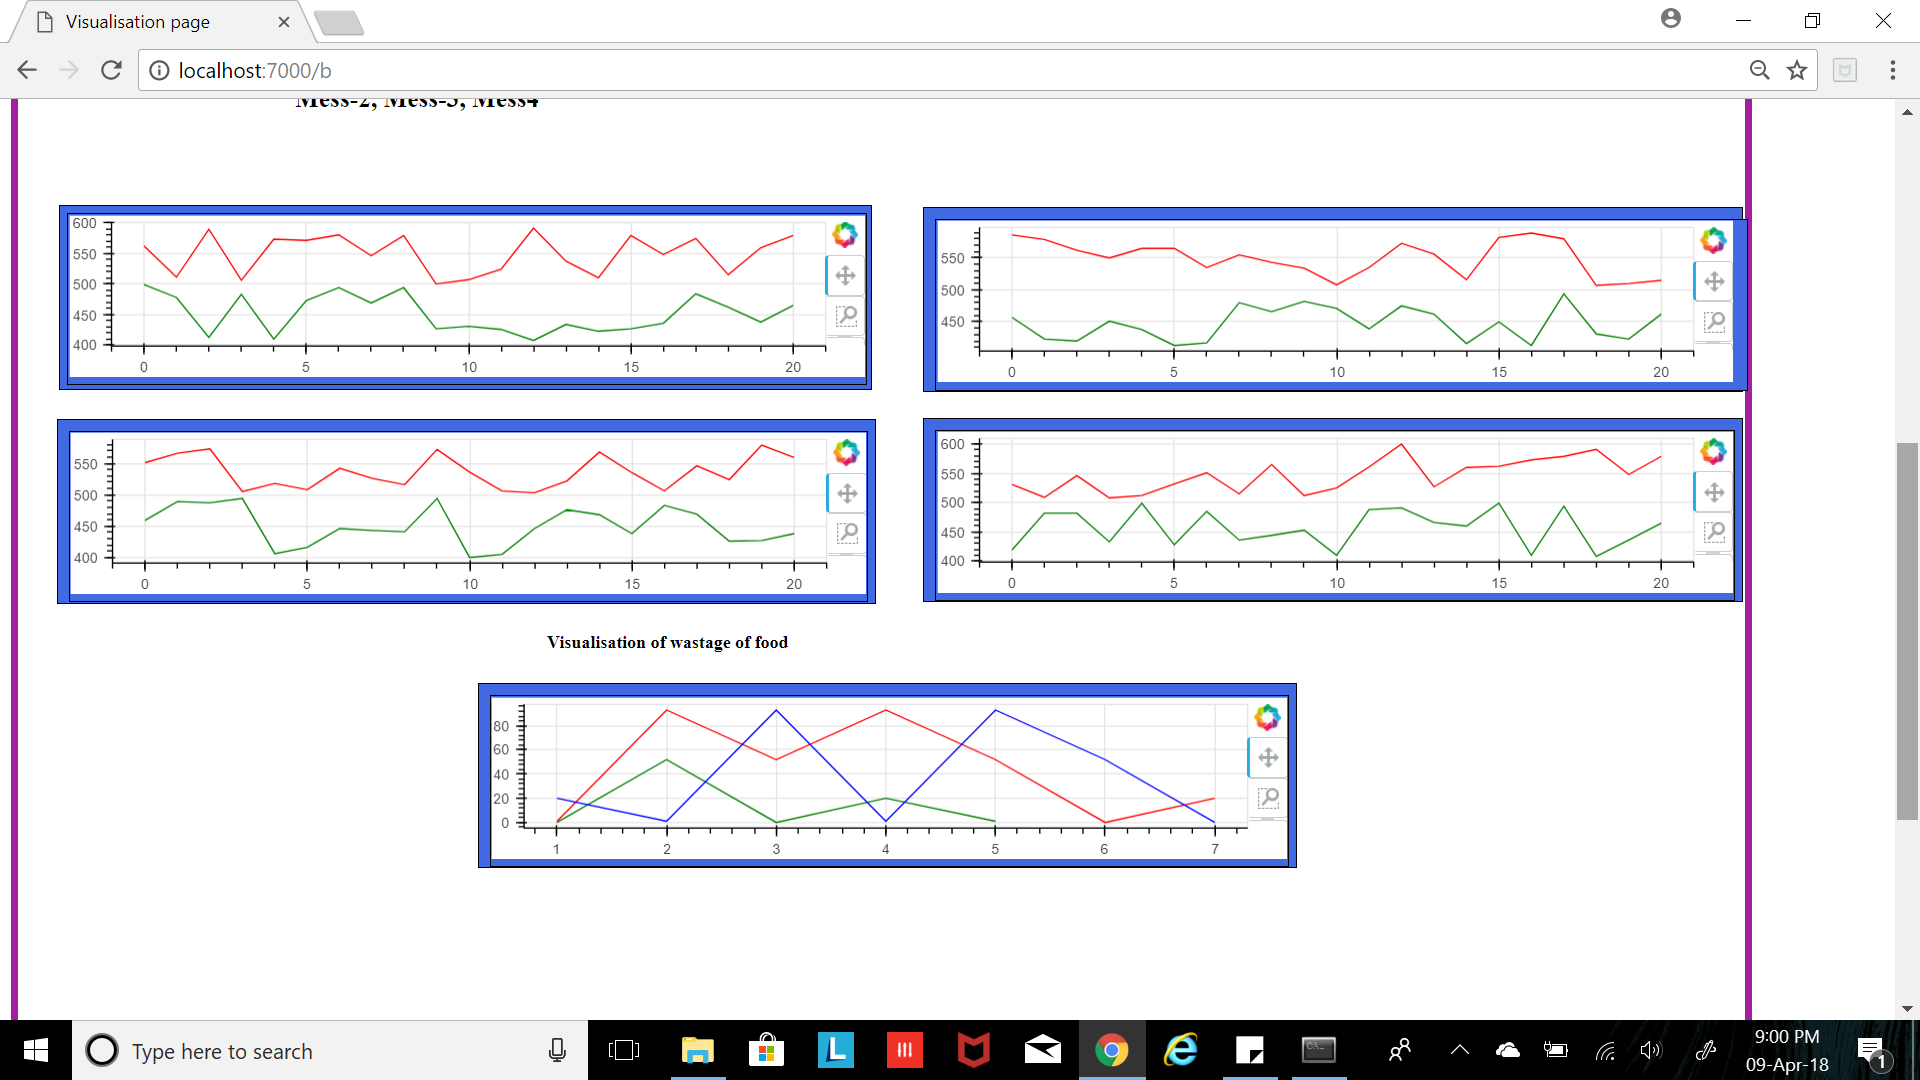 Visualisation page
localhost:7000/b
Mess-2, Mess-3, Mess4
600
550
500
450
400
0 5 10 15 20
550
500
450
0 5 10 15 20
550
500
450
400
0 5 10 15 20
600
550
500
450
400
0 5 10 15 20
Visualisation of wastage of food
80
60
40
20
0
1 2 3 4 5 6 7
Type here to search
L
9:00 PM
09-Apr-18
1